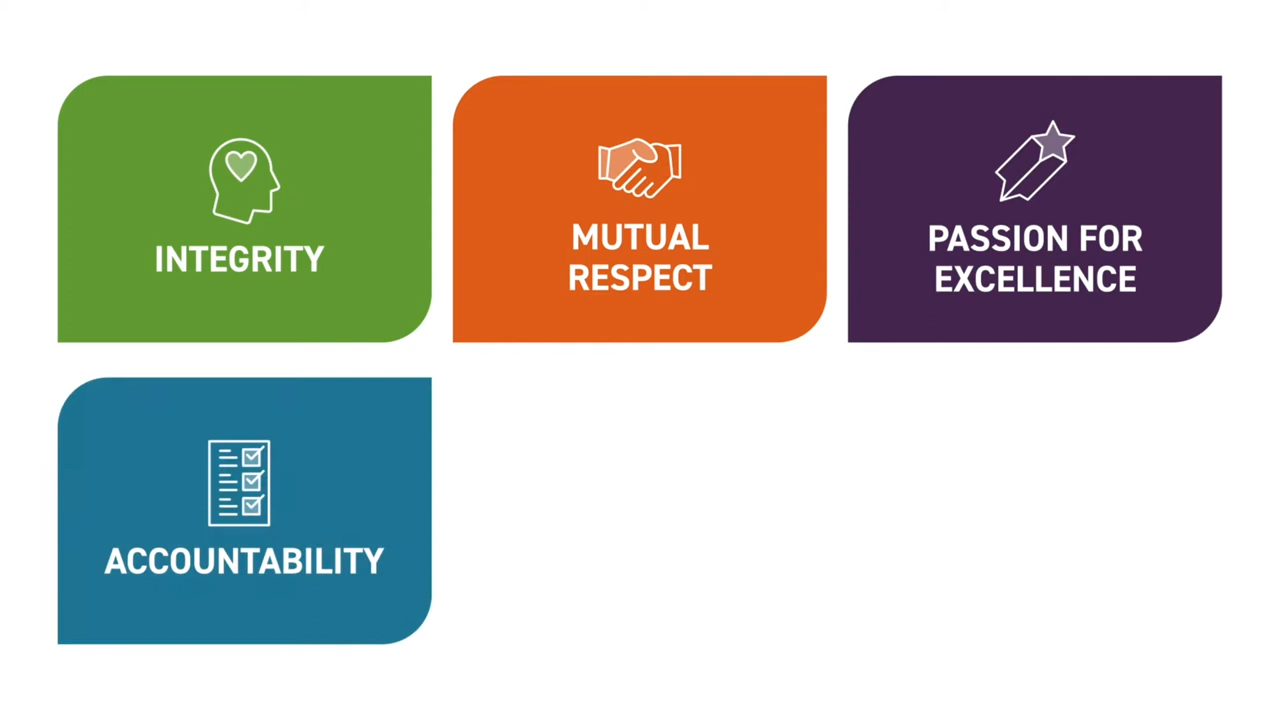 INTEGRITY
MUTUAL
RESPECT
PASSION FOR
EXCELLENCE
ACCOUNTABILITY